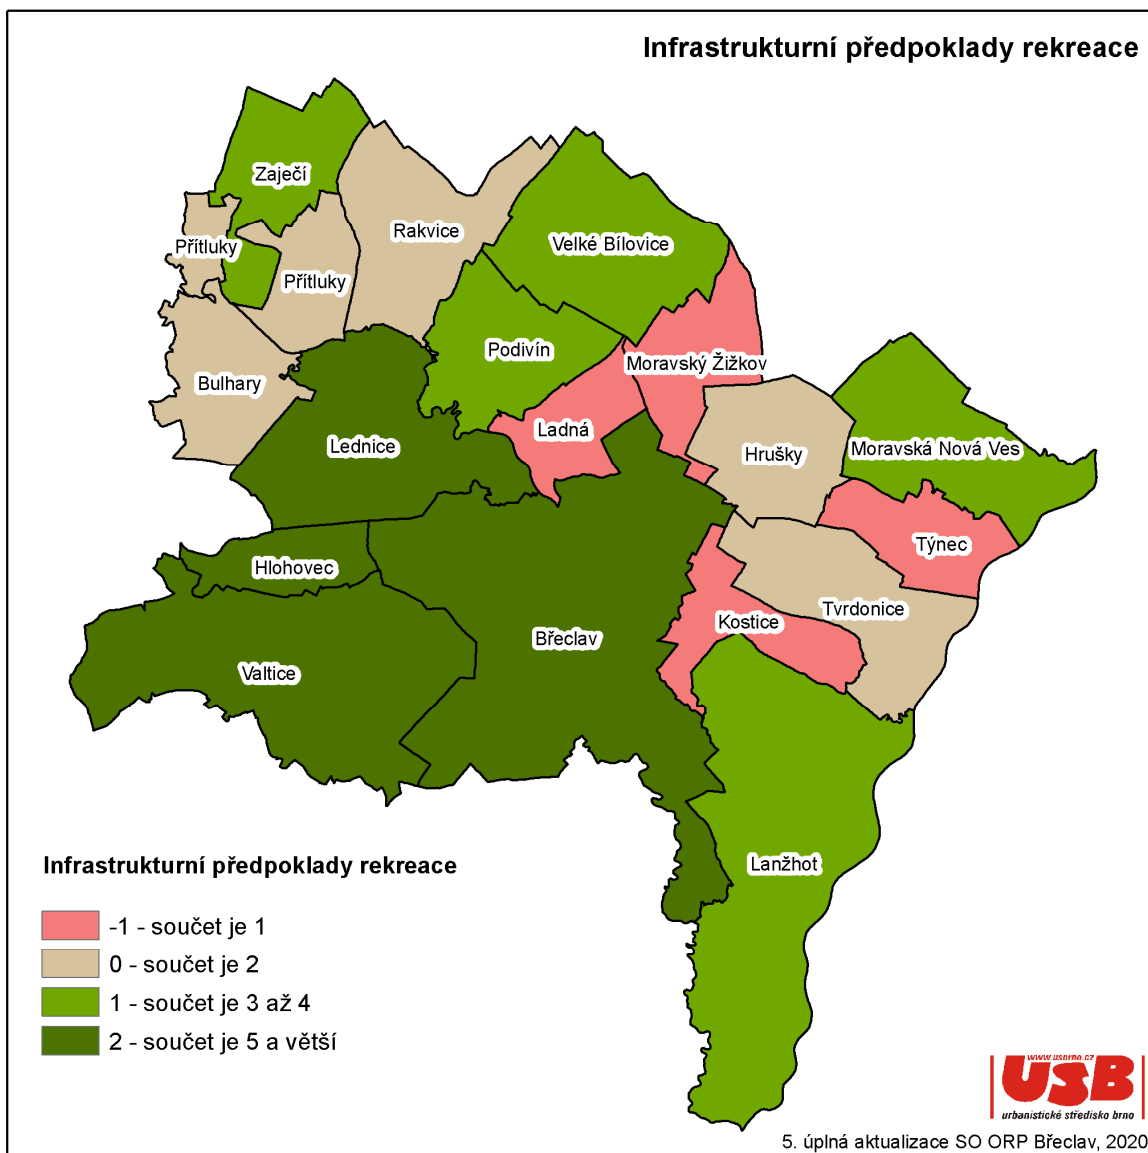 Infrastrukturní předpoklady rekreace
Zaječí
Přítluky
Rakvice
Velké Bílovice
Přítluky
Podivín
Moravský Žižkov
Bulhary
Ladná
Lednice
Hrušky
Moravská Nová Ves
Týnec
Hlohovec
Tvrdonice
Kostice
Břeclav
Valtice
Lanžhot
Infrastrukturní předpoklady rekreace
-1 - součet je 1
0 - součet je 2
1 - součet je 3 až 4
2 - součet je 5 a větší
www.usbrno.cz
USB
urbanistické středisko brno
5. úplná aktualizace SO ORP Břeclav, 2020